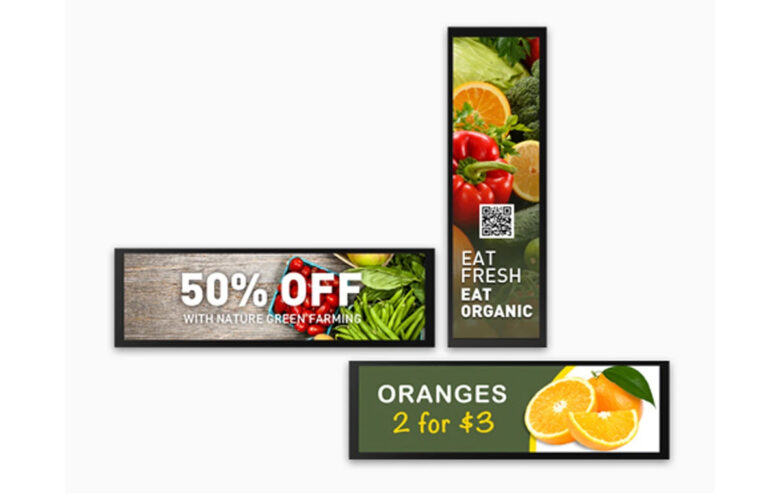 EAT
FRESH
EAT
ORGANIC
50% OFF
WITH NATURE GREEN FARMING
ORANGES
2 for $3